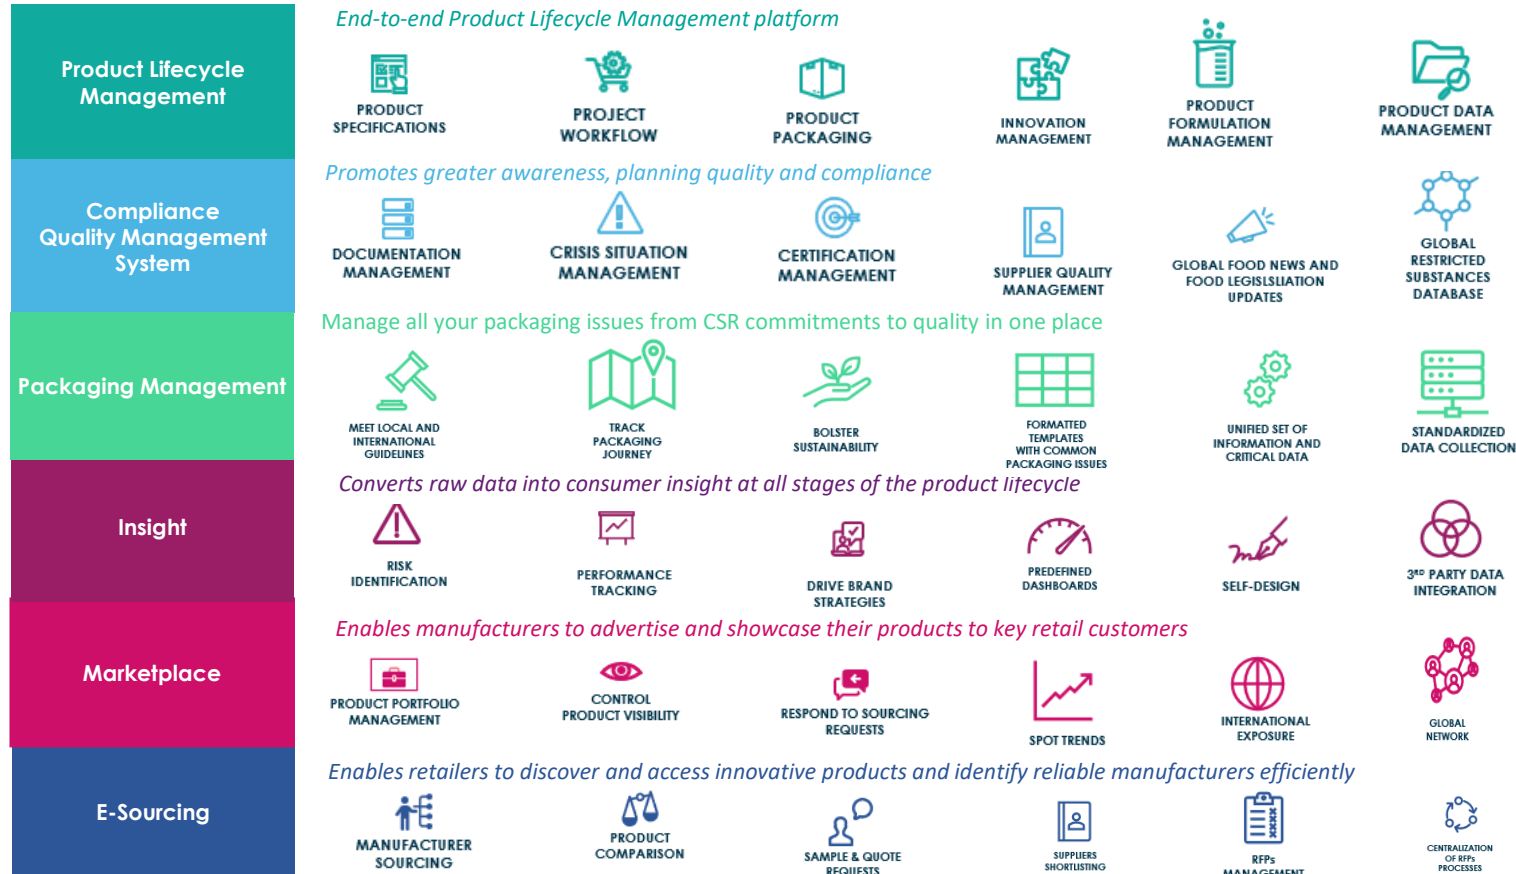 End-to-end Product Lifecycle Management platform
Product Lifecycle
Management
PRODUCT
SPECIFICATIONS
PROJECT
WORKFLOW
PRODUCT
PACKAGING
INNOVATION
MANAGEMENT
PRODUCT
FORMULATION
MANAGEMENT
PRODUCT DATA
MANAGEMENT
Promotes greater awareness, planning quality and compliance
Compliance
Quality Management
System
DOCUMENTATION
MANAGEMENT
CRISIS SITUATION
MANAGEMENT
CERTIFICATION
MANAGEMENT
SUPPLIER QUALITY
MANAGEMENT
GLOBAL FOOD NEWS AND
FOOD LEGISLSLIATION
UPDATES
GLOBAL
RESTRICTED
SUBSTANCES
DATABASE
Manage all your packaging issues from CSR commitments to quality in one place
Packaging Management
MEET LOCAL AND
INTERNATIONAL
GUIDELINES
TRACK
PACKAGING
JOURNEY
BOLSTER
SUSTAINABILITY
FORMATTED
TEMPLATES
WITH COMMON
PACKAGING ISSUES
UNIFIED SET OF
INFORMATION AND
CRITICAL DATA
STANDARDIZED
DATA COLLECTION
Converts raw data into consumer insight at all stages of the product lifecycle
Insight
RISK
IDENTIFICATION
PERFORMANCE
TRACKING
DRIVE BRAND
STRATEGIES
PREDEFINED
DASHBOARDS
SELF-DESIGN
3RD PARTY DATA
INTEGRATION
Enables manufacturers to advertise and showcase their products to key retail customers
Marketplace
PRODUCT PORTFOLIO
MANAGEMENT
CONTROL
PRODUCT VISIBILITY
RESPOND TO SOURCING
REQUESTS
SPOT TRENDS
INTERNATIONAL
EXPOSURE
GLOBAL
NETWORK
Enables retailers to discover and access innovative products and identify reliable manufacturers efficiently
E-Sourcing
MANUFACTURER
SOURCING
PRODUCT
COMPARISON
SAMPLE & QUOTE
REQUESTS
SUPPLIERS
SHORTLISTING
RFPs
MANAGEMENT
CENTRALIZATION
OF RFPs
PROCESSES